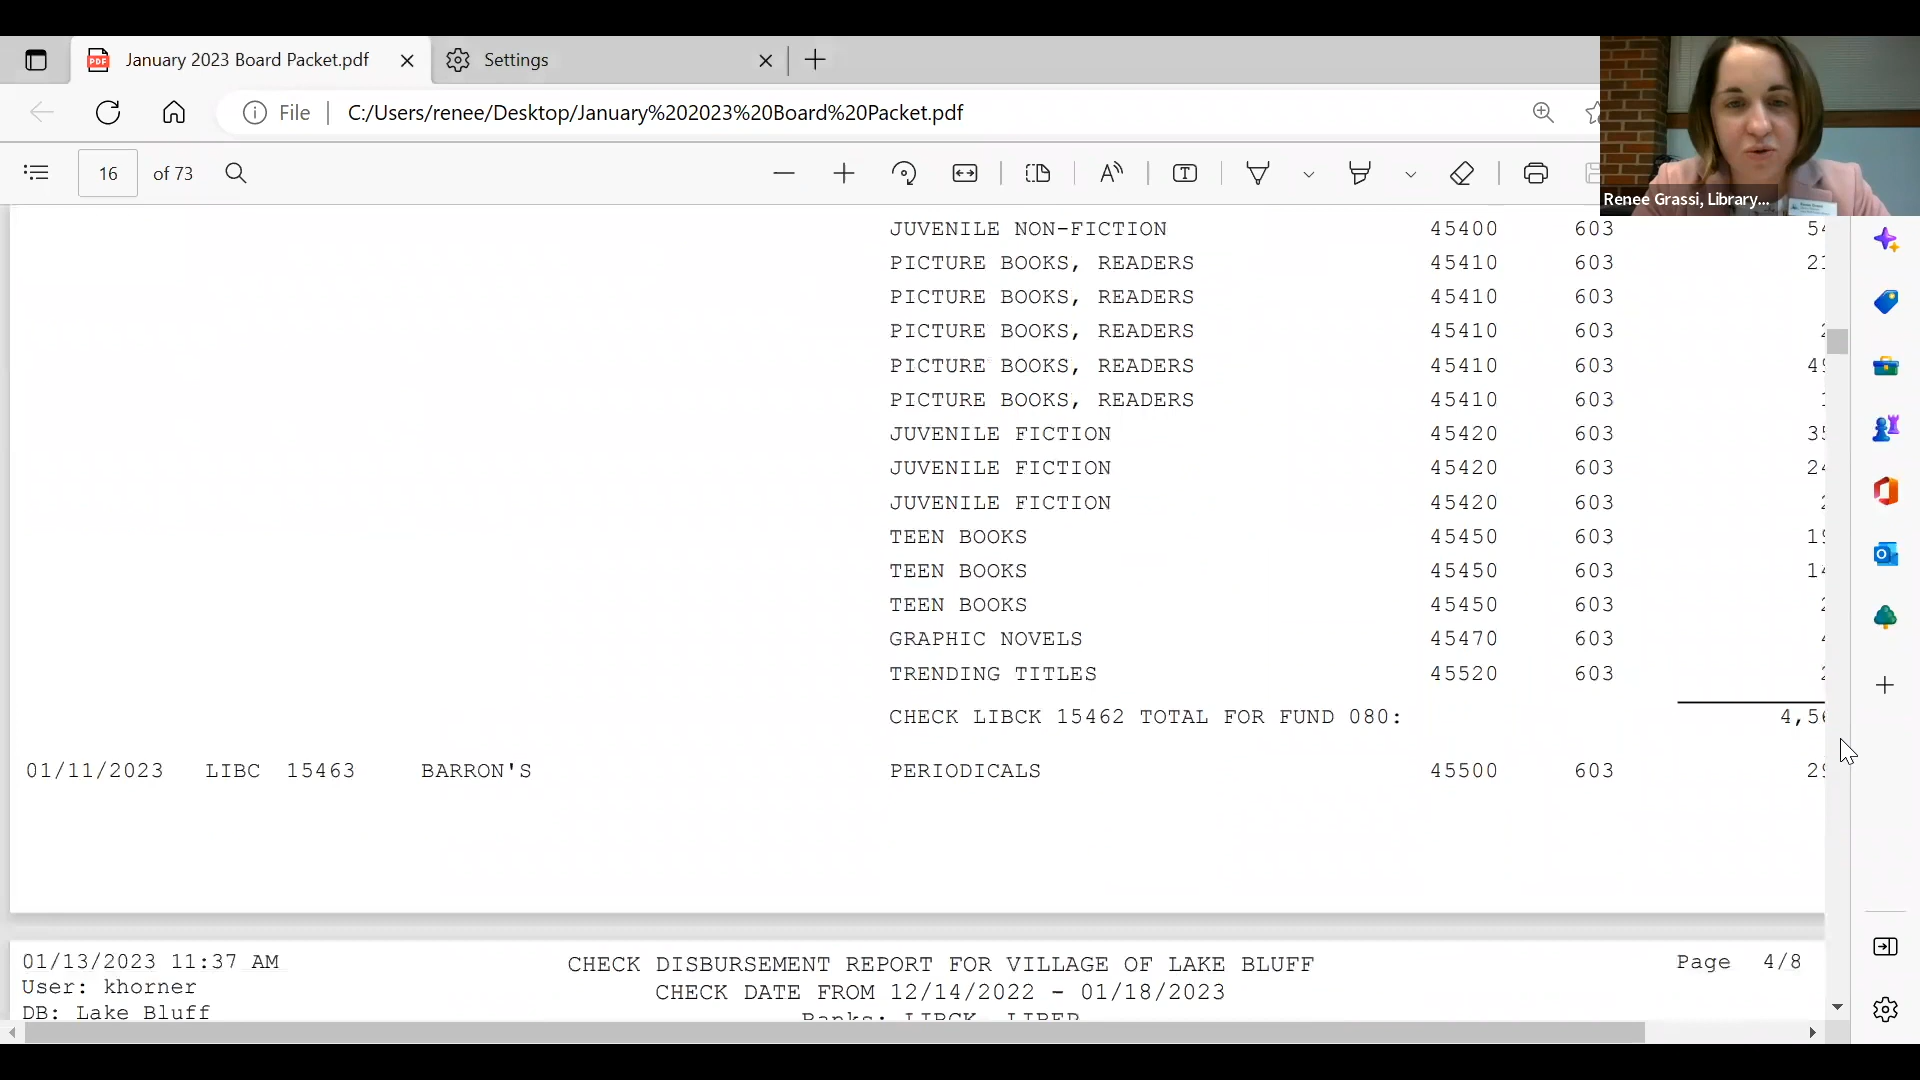 January 2023 Board Packet.pdf
Settings
File
C:/Users/renee/Desktop/January%202023%20Board%20Packet.pdf
16 of 73
Renee Grassi, Library...
JUVENILE NON-FICTION 45400 603
PICTURE BOOKS, READERS 45410 603
PICTURE BOOKS, READERS 45410 603
PICTURE BOOKS, READERS 45410 603
PICTURE BOOKS, READERS 45410 603
PICTURE BOOKS, READERS 45410 603
JUVENILE FICTION 45420 603
JUVENILE FICTION 45420 603
JUVENILE FICTION 45420 603
TEEN BOOKS 45450 603
TEEN BOOKS 45450 603
TEEN BOOKS 45450 603
GRAPHIC NOVELS 45470 603
TRENDING TITLES 45520 603
CHECK LIBCK 15462 TOTAL FOR FUND 080:
01/11/2023 LIBC 15463 BARRON'S PERIODICALS 45500 603
01/13/2023 11:37 AM CHECK DISBURSEMENT REPORT FOR VILLAGE OF LAKE BLUFF Page 4/8
User: khorner CHECK DATE FROM 12/14/2022 - 01/18/2023
DB: Lake Bluff